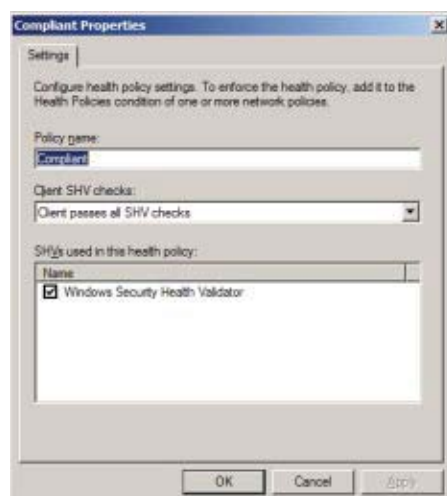 Compliant Properties
Settings
Configure health policy settings. To enforce the health policy, add it to the
Health Policies condition of one or more network policies.
Policy name:
Compliant
Client SHV checks:
Client passes all SHV checks
SHVs used in this health policy:
Name
Windows Security Health Validator
OK
Cancel
Apply